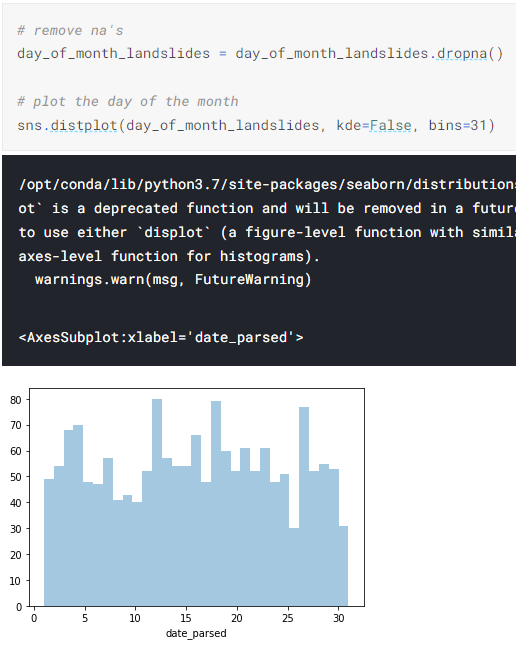 # remove na's
day_of_month_landslides = day_of_month_landslides.dropna()
# plot the day of the month
sns.distplot(day_of_month_landslides, kde=False, bins=31)
/opt/conda/lib/python3.7/site-packages/seaborn/distributions
ot` is a deprecated function and will be removed in a future
to use either `displot` (a figure-level function with simila
axes-level function for histograms).
warnings.warn(msg, FutureWarning)
<AxesSubplot:xlabel='date_parsed'>
80
70
60
50
40
30
20
10
0
0 5 10 15 20 25 30
date_parsed